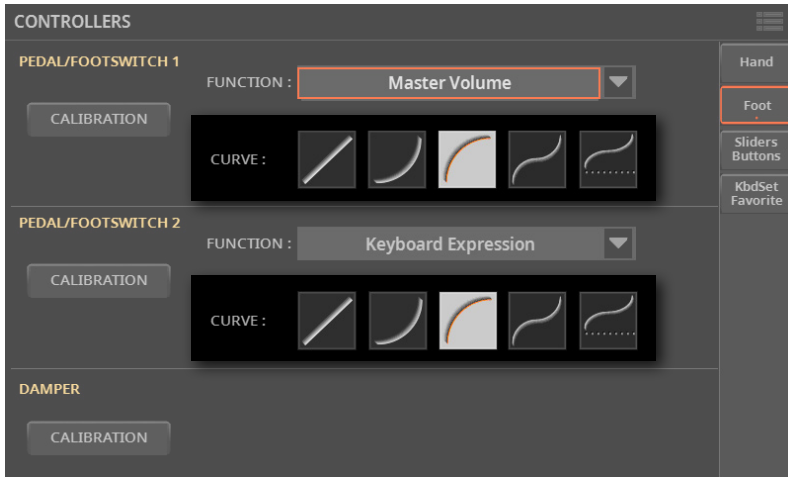 CONTROLLERS
PEDAL/FOOTSWITCH 1
FUNCTION : Master Volume
CALIBRATION
CURVE :
PEDAL/FOOTSWITCH 2
FUNCTION : Keyboard Expression
CALIBRATION
CURVE :
DAMPER
CALIBRATION
Hand
Foot
Sliders
Buttons
KbdSet
Favorite